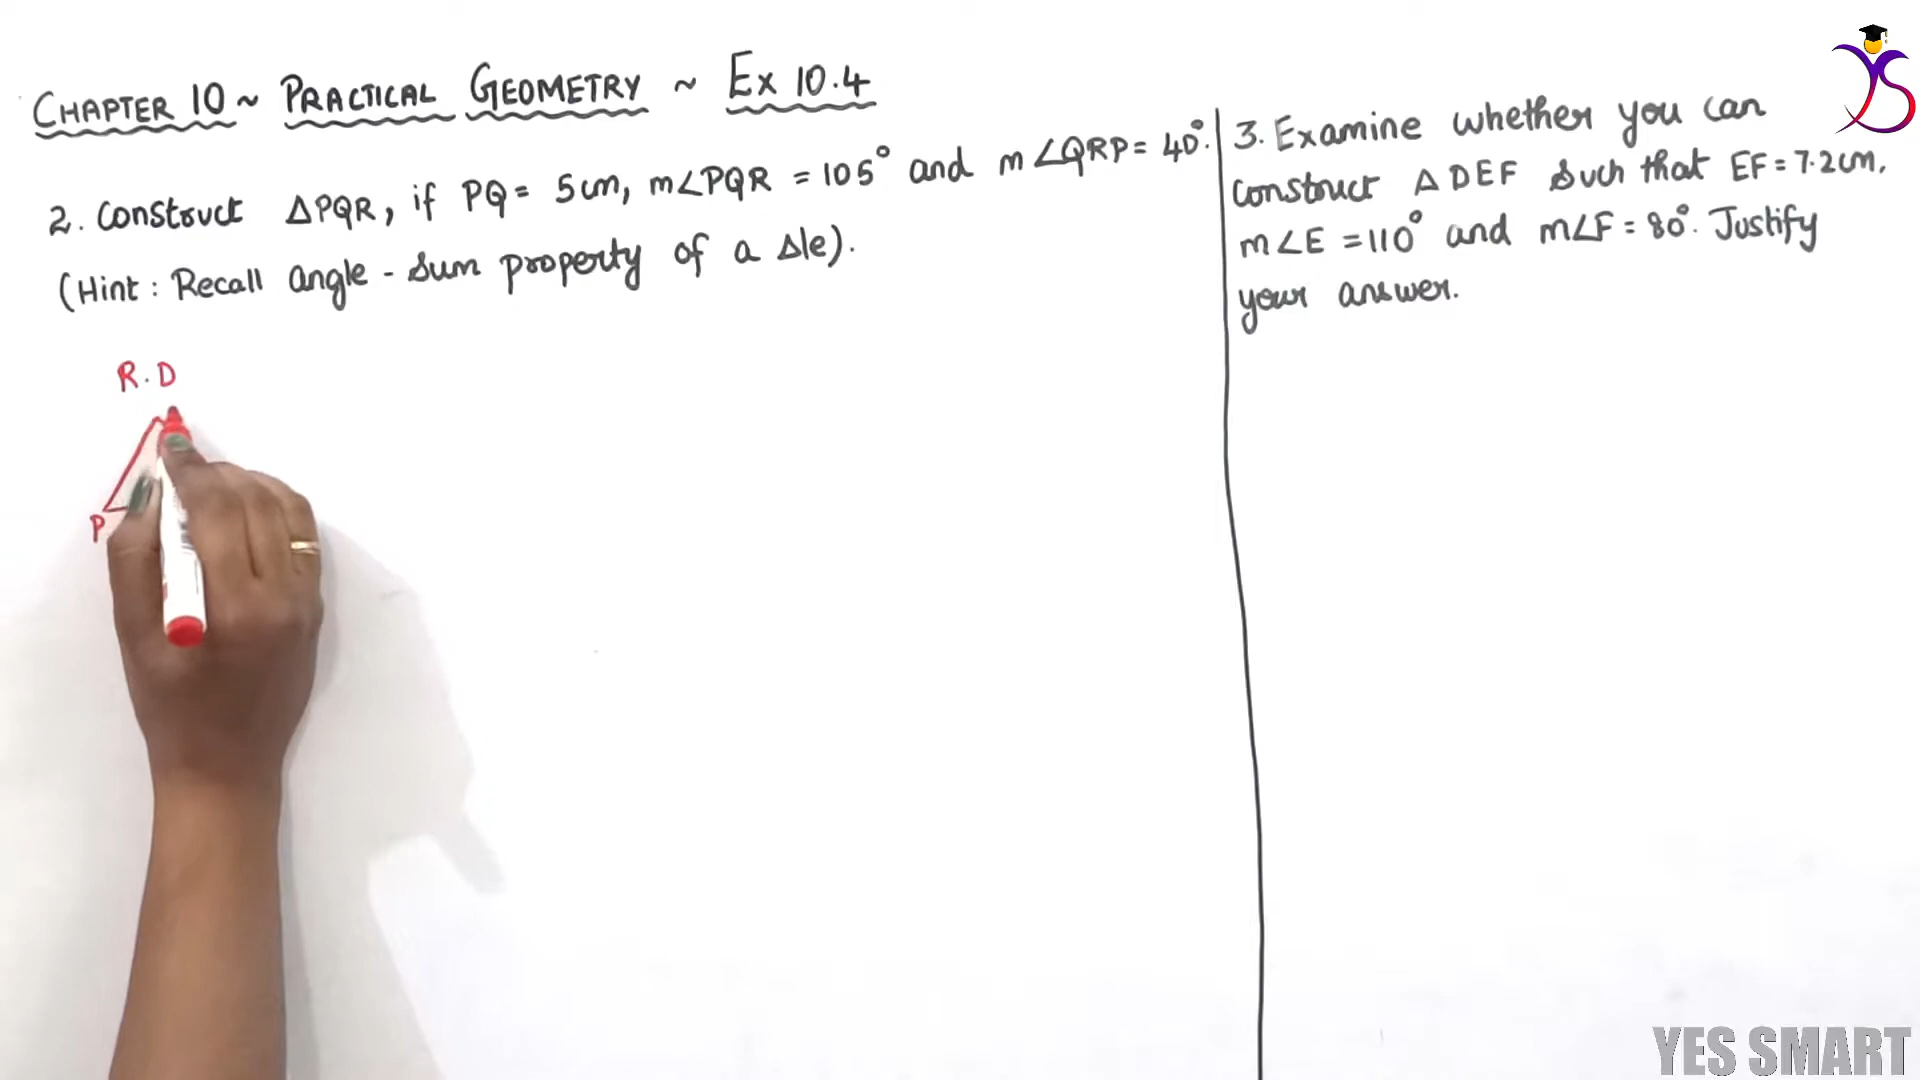 CHAPTER 10 ~ PRACTICAL GEOMETRY ~ EX 10.4
2. Construct ΔPQR, if PQ = 5cm, m∠PQR = 105° and m∠QRP = 40°.
(Hint : Recall angle - Sum property of a Δle).
R.D
P
3. Examine whether you can
Construct ΔDEF such that EF = 7.2cm,
m∠E = 110° and m∠F = 80°. Justify
your answer.
YS
YES SMART